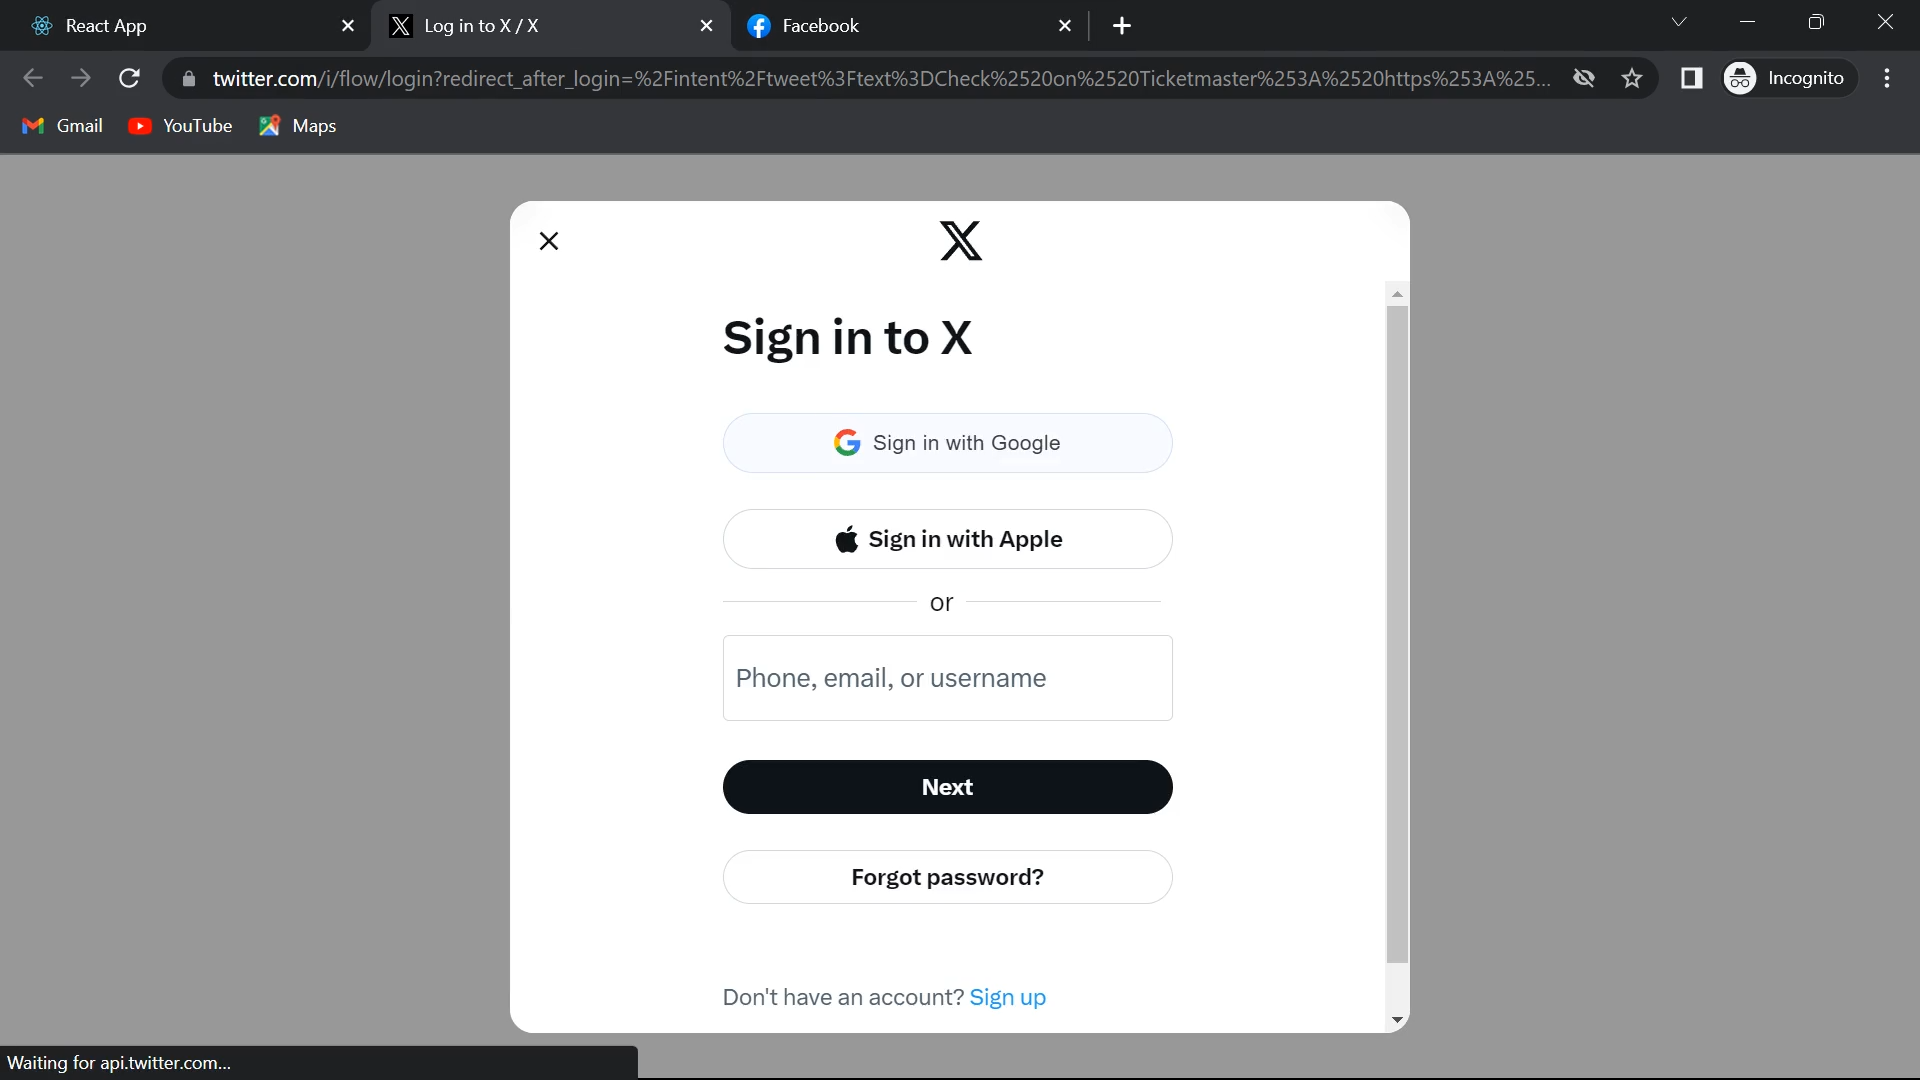 React App
Log in to X / X
Facebook
twitter.com/i/flow/login?redirect_after_login=%2Fintent%2Ftweet%3Ftext%3DCheck%2520on%2520Ticketmaster%253A%2520https%253A%25...
Incognito
Gmail
YouTube
Maps
Sign in to X
Sign in with Google
Sign in with Apple
or
Phone, email, or username
Next
Forgot password?
Don't have an account? Sign up
Waiting for api.twitter.com...